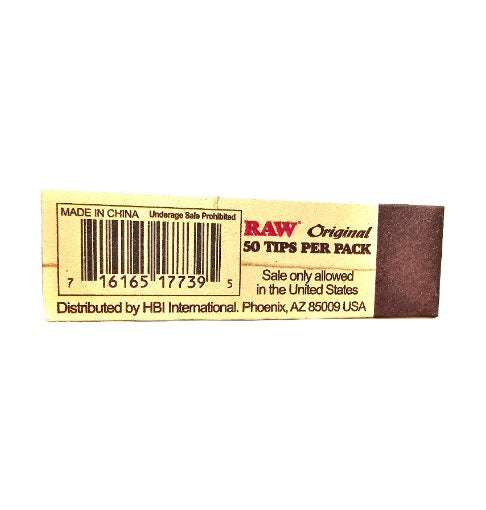 MADE IN CHINA Underage Sale Prohibited
7 16165 17739 5
RAW® Original
50 TIPS PER PACK
Sale only allowed
in the United States
Distributed by HBI International. Phoenix, AZ 85009 USA